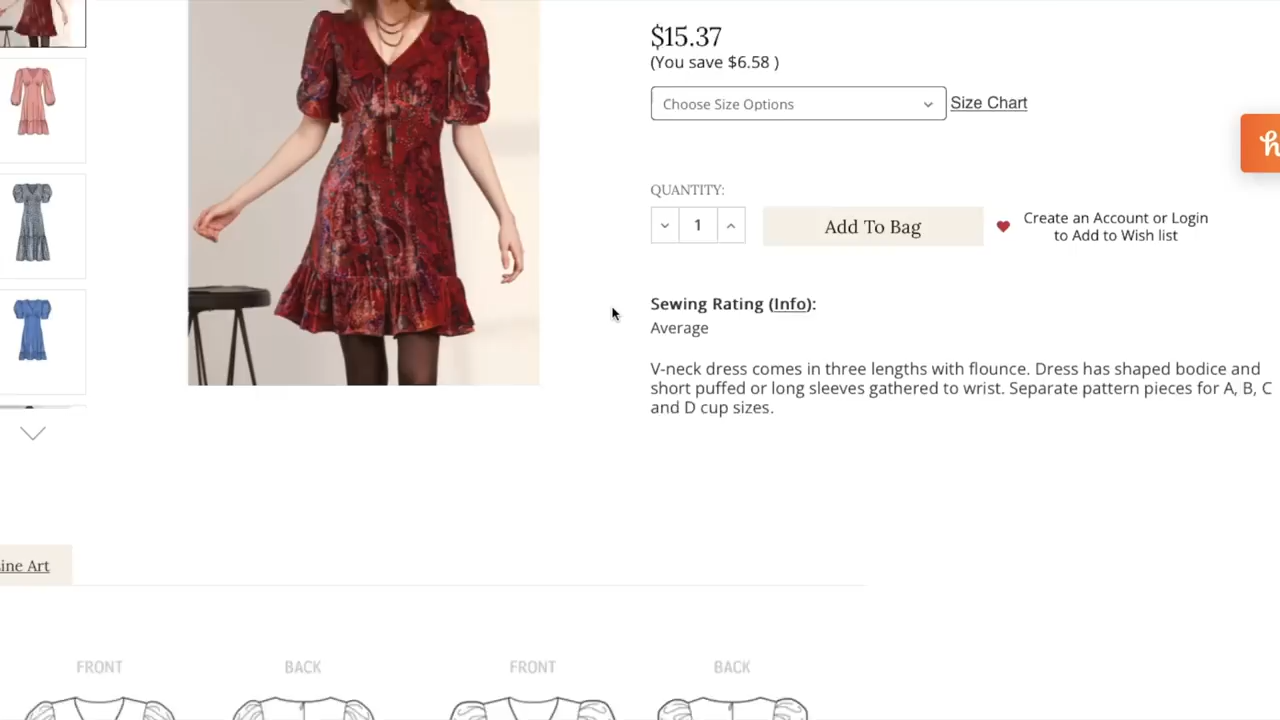 $15.37
(You save $6.58 )
Choose Size Options
Size Chart
QUANTITY:
1
Add To Bag
Create an Account or Login
to Add to Wish list
Sewing Rating (Info):
Average
V-neck dress comes in three lengths with flounce. Dress has shaped bodice and
short puffed or long sleeves gathered to wrist. Separate pattern pieces for A, B, C
and D cup sizes.
ine Art
FRONT
BACK
FRONT
BACK